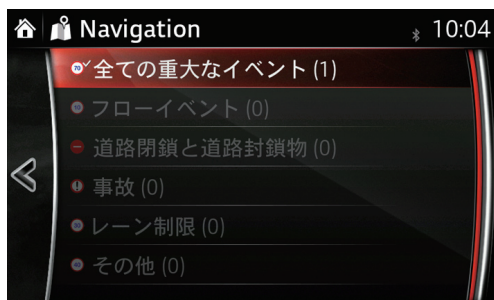 Navigation 10:04
全ての重大なイベント (1)
フローイベント (0)
道路閉鎖と道路封鎖物 (0)
事故 (0)
レーン制限 (0)
その他 (0)